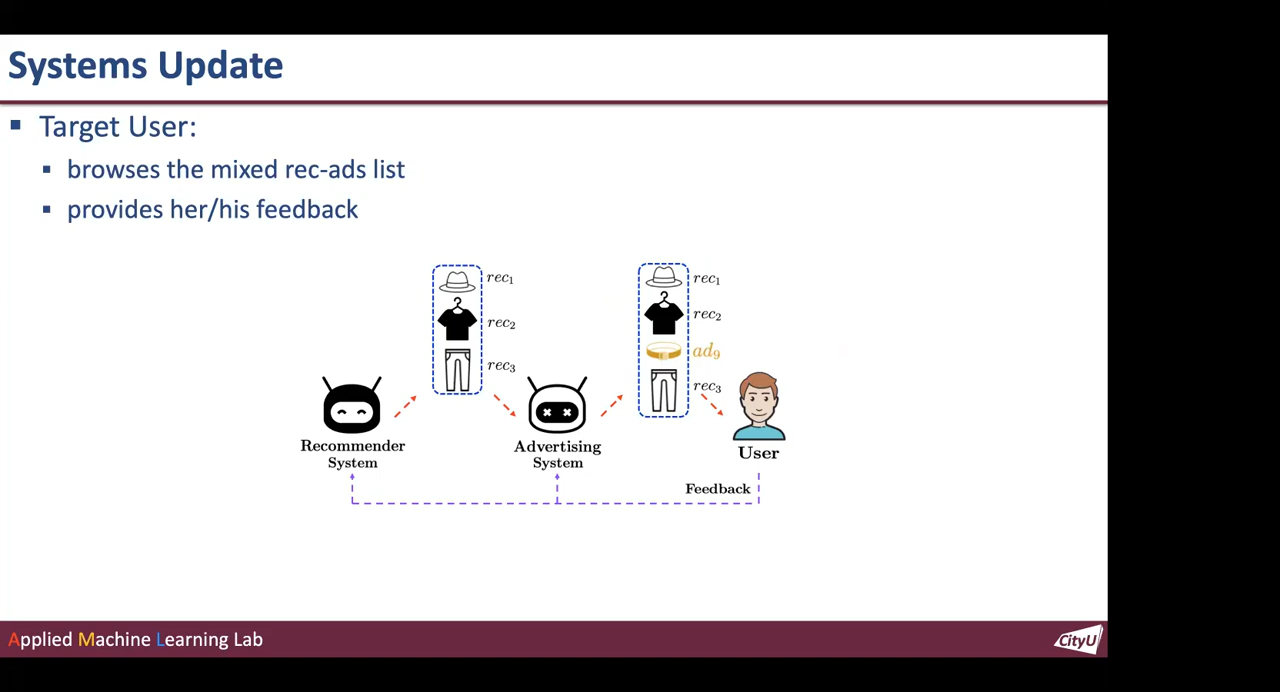 Systems Update
▪ Target User:
▪ browses the mixed rec-ads list
▪ provides her/his feedback
rec₁
rec₂
rec₃
rec₁
rec₂
ad₉
rec₃
Recommender
System
Advertising
System
User
Feedback
Applied Machine Learning Lab
CityU